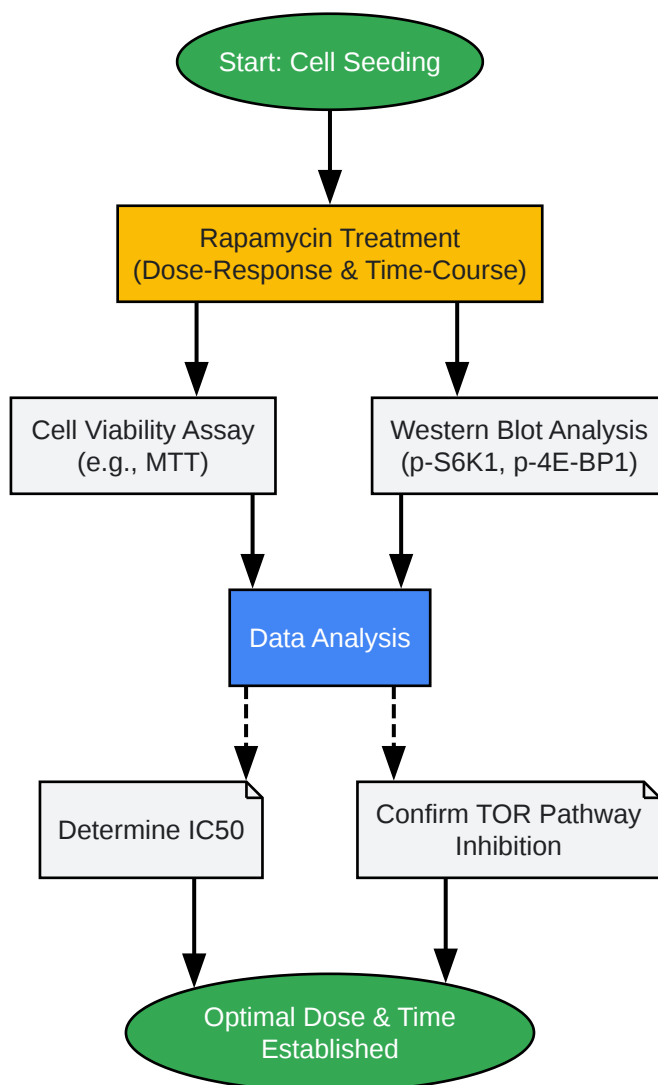 Start: Cell Seeding
Rapamycin Treatment
(Dose-Response & Time-Course)
Cell Viability Assay
(e.g., MTT)
Western Blot Analysis
(p-S6K1, p-4E-BP1)
Data Analysis
Determine IC50
Confirm TOR Pathway
Inhibition
Optimal Dose & Time
Established